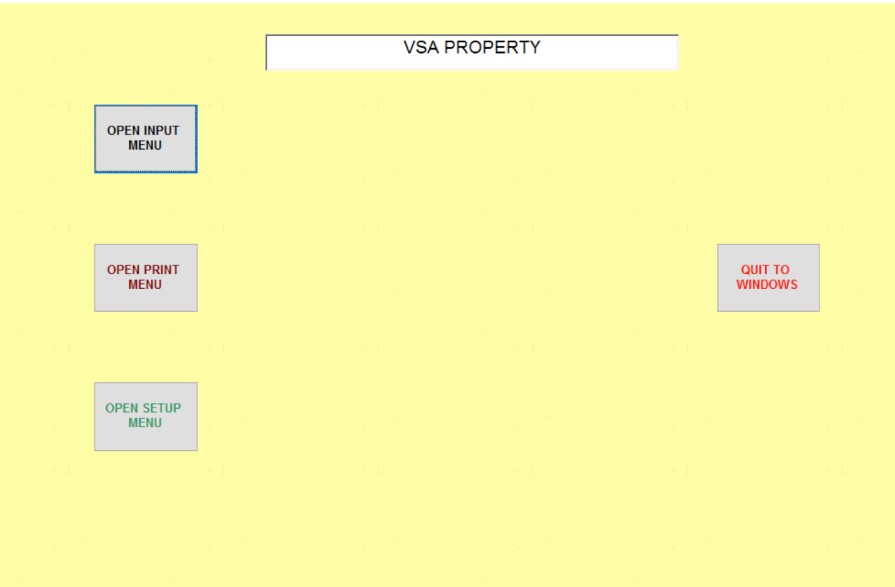 VSA PROPERTY
OPEN INPUT
MENU
OPEN PRINT
MENU
QUIT TO
WINDOWS
OPEN SETUP
MENU